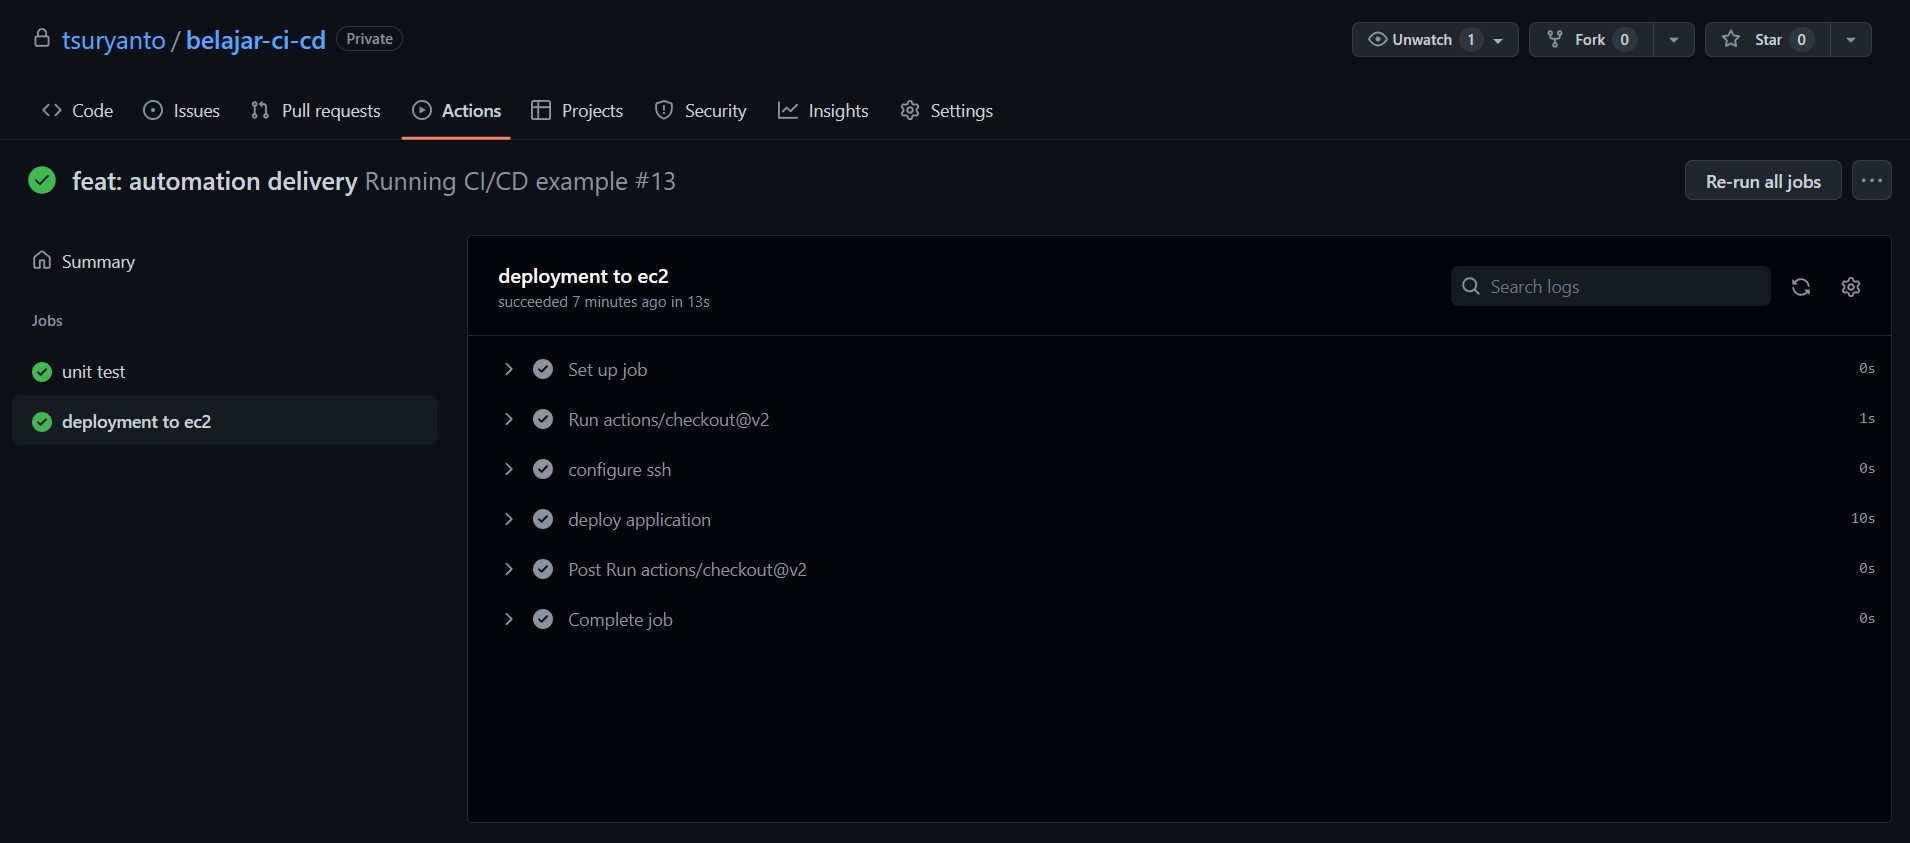 tsuryanto / belajar-ci-cd Private Unwatch 1 Fork 0 Star 0
Code Issues Pull requests Actions Projects Security Insights Settings
feat: automation delivery Running CI/CD example #13 Re-run all jobs ...
Summary
Jobs
unit test
deployment to ec2
deployment to ec2
succeeded 7 minutes ago in 13s
Search logs
Set up job 0s
Run actions/checkout@v2 1s
configure ssh 0s
deploy application 10s
Post Run actions/checkout@v2 0s
Complete job 0s